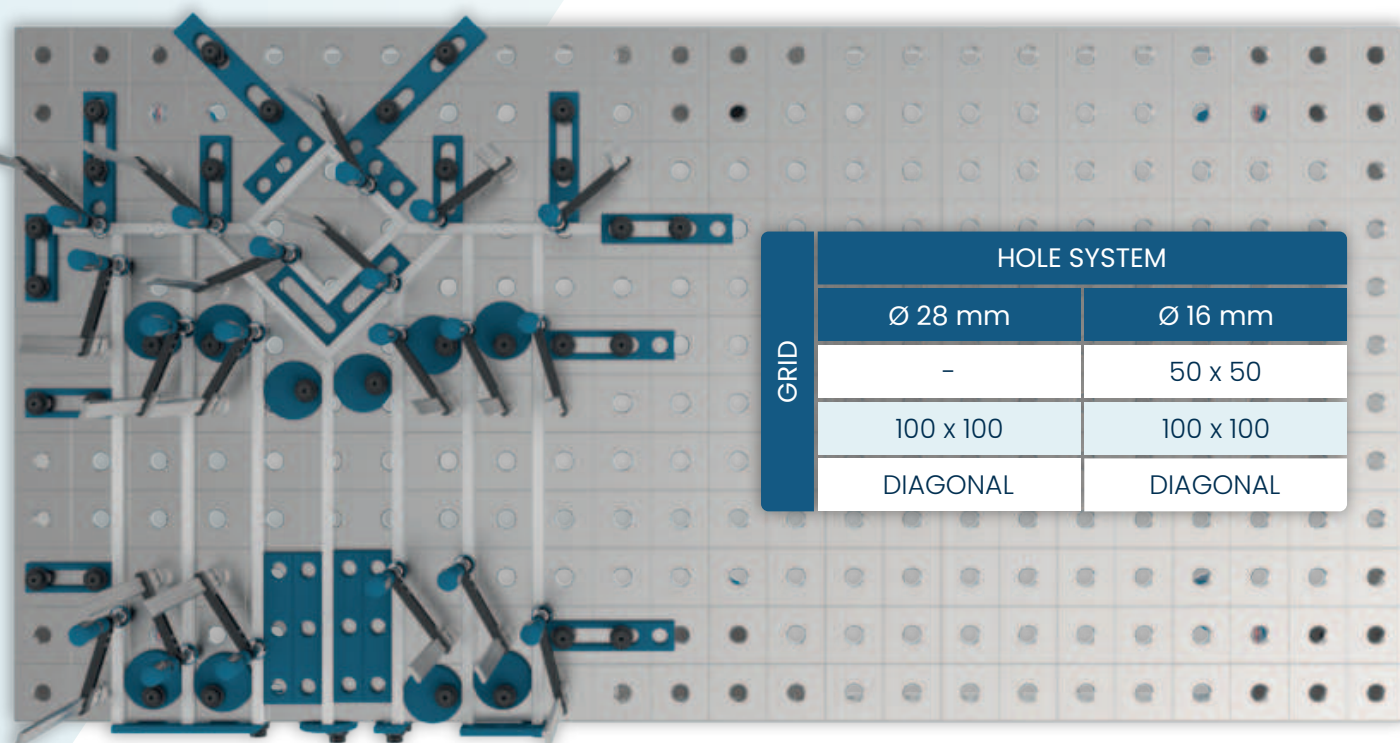 HOLE SYSTEM
GRID
Ø 28 mm Ø 16 mm
- 50 x 50
100 x 100 100 x 100
DIAGONAL DIAGONAL